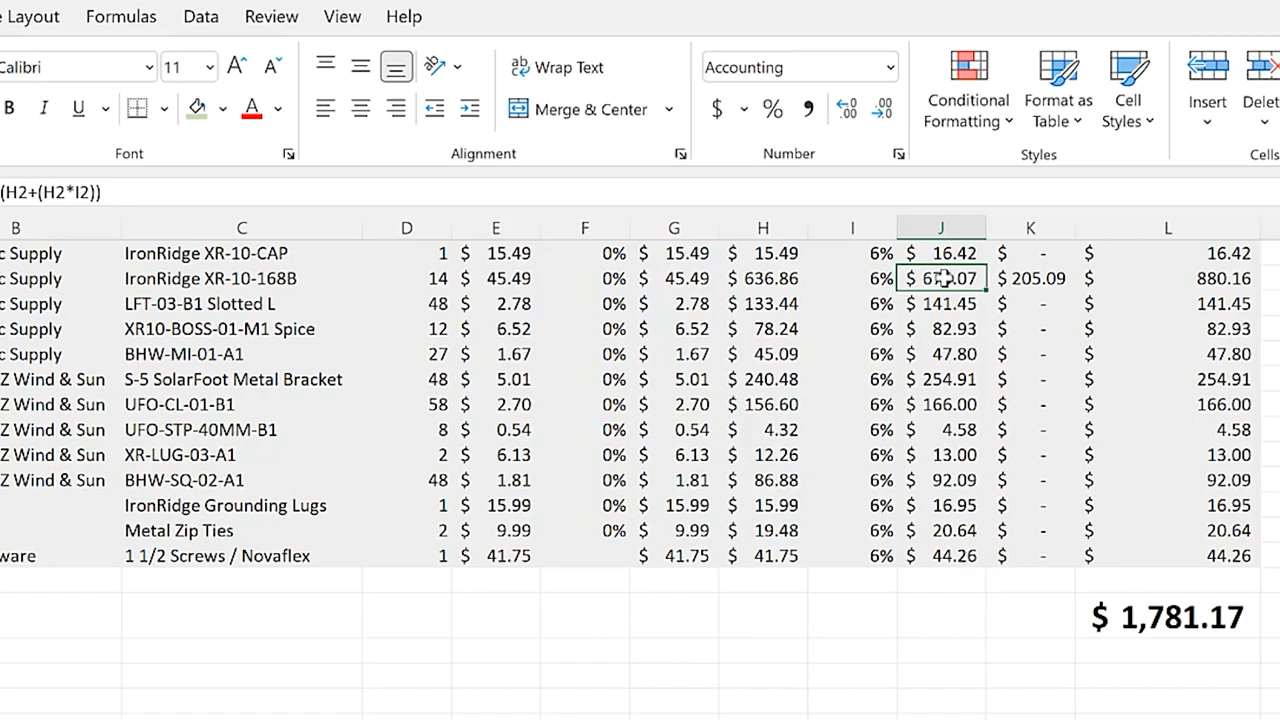 Layout Formulas Data Review View Help
Calibri 11 Wrap Text Accounting
B I U Merge & Center $ % Conditional Formatting Format as Table Cell Styles Insert
Font Alignment Number Styles Cells
(H2+(H2*I2))
B C D E F G H I J K L
c Supply IronRidge XR-10-CAP 1 $ 15.49 0% $ 15.49 $ 15.49 6% $ 16.42 $ - $ 16.42
c Supply IronRidge XR-10-168B 14 $ 45.49 0% $ 45.49 $ 636.86 6% $ $ 205.09 $ 880.16
c Supply LFT-03-B1 Slotted L 48 $ 2.78 0% $ 2.78 $ 133.44 6% $ 141.45 $ - $ 141.45
c Supply XR10-BOSS-01-M1 Spice 12 $ 6.52 0% $ 6.52 $ 78.24 6% $ 82.93 $ - $ 82.93
c Supply BHW-MI-01-A1 27 $ 1.67 0% $ 1.67 $ 45.09 6% $ 47.80 $ - $ 47.80
Z Wind & Sun S-5 SolarFoot Metal Bracket 48 $ 5.01 0% $ 5.01 $ 240.48 6% $ 254.91 $ - $ 254.91
Z Wind & Sun UFO-CL-01-B1 58 $ 2.70 0% $ 2.70 $ 156.60 6% $ 166.00 $ - $ 166.00
Z Wind & Sun UFO-STP-40MM-B1 8 $ 0.54 0% $ 0.54 $ 4.32 6% $ 4.58 $ - $ 4.58
Z Wind & Sun XR-LUG-03-A1 2 $ 6.13 0% $ 6.13 $ 12.26 6% $ 13.00 $ - $ 13.00
Z Wind & Sun BHW-SQ-02-A1 48 $ 1.81 0% $ 1.81 $ 86.88 6% $ 92.09 $ - $ 92.09
IronRidge Grounding Lugs 1 $ 15.99 0% $ 15.99 $ 15.99 6% $ 16.95 $ - $ 16.95
Metal Zip Ties 2 $ 9.99 0% $ 9.99 $ 19.48 6% $ 20.64 $ - $ 20.64
ware 1 1/2 Screws / Novaflex 1 $ 41.75 $ 41.75 $ 41.75 6% $ 44.26 $ - $ 44.26
$ 1,781.17